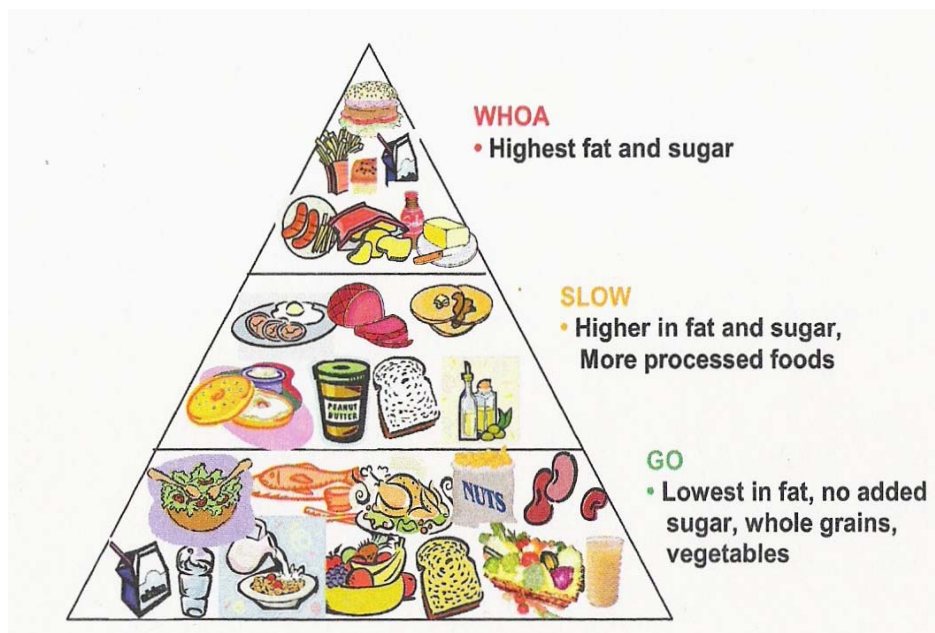 WHOA
• Highest fat and sugar
SLOW
• Higher in fat and sugar,
More processed foods
PEANUT
BUTTER
NUTS
GO
• Lowest in fat, no added
sugar, whole grains,
vegetables